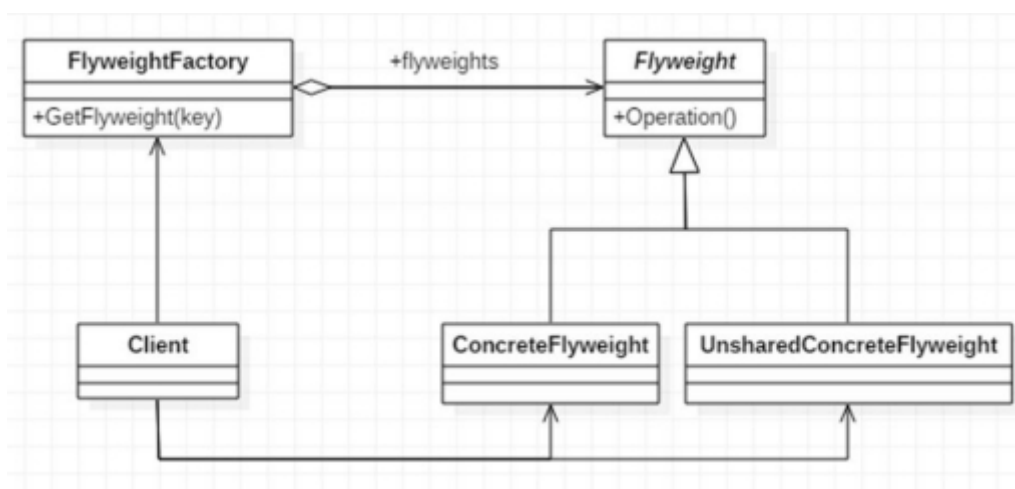 FlyweightFactory
+GetFlyweight(key)
+flyweights
Flyweight
+Operation()
Client
ConcreteFlyweight
UnsharedConcreteFlyweight